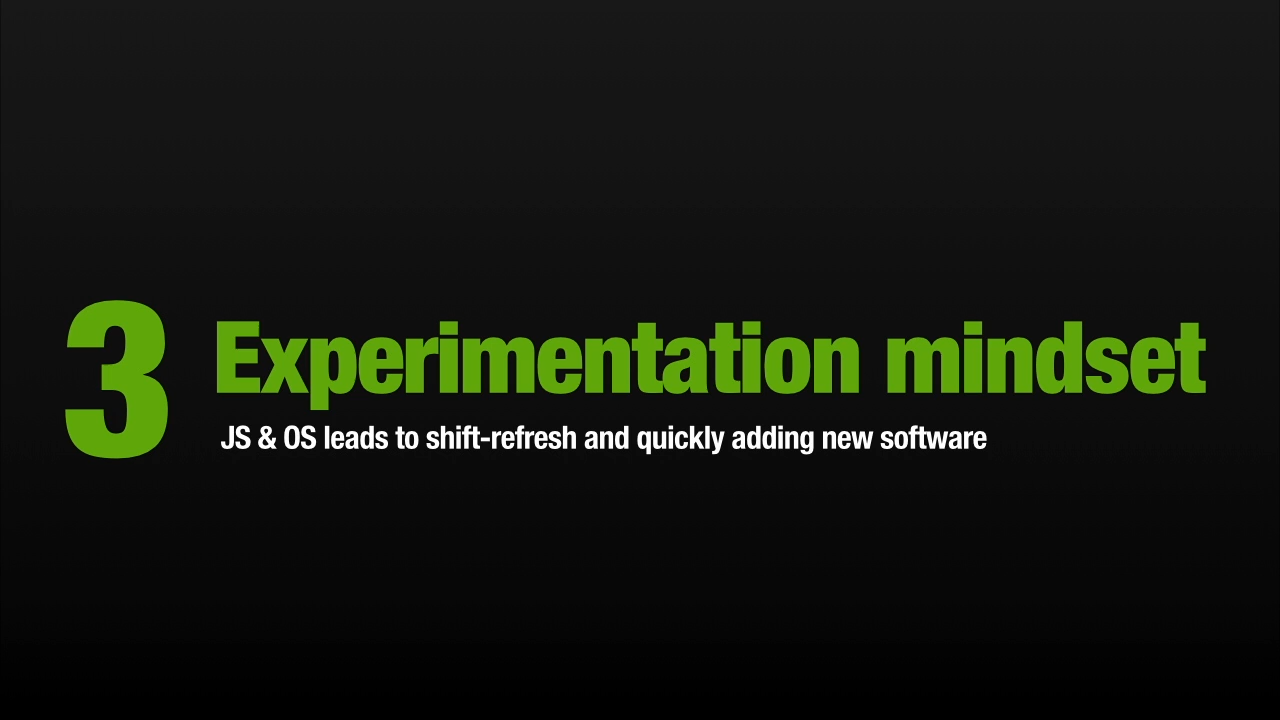 3 Experimentation mindset
JS & OS leads to shift-refresh and quickly adding new software